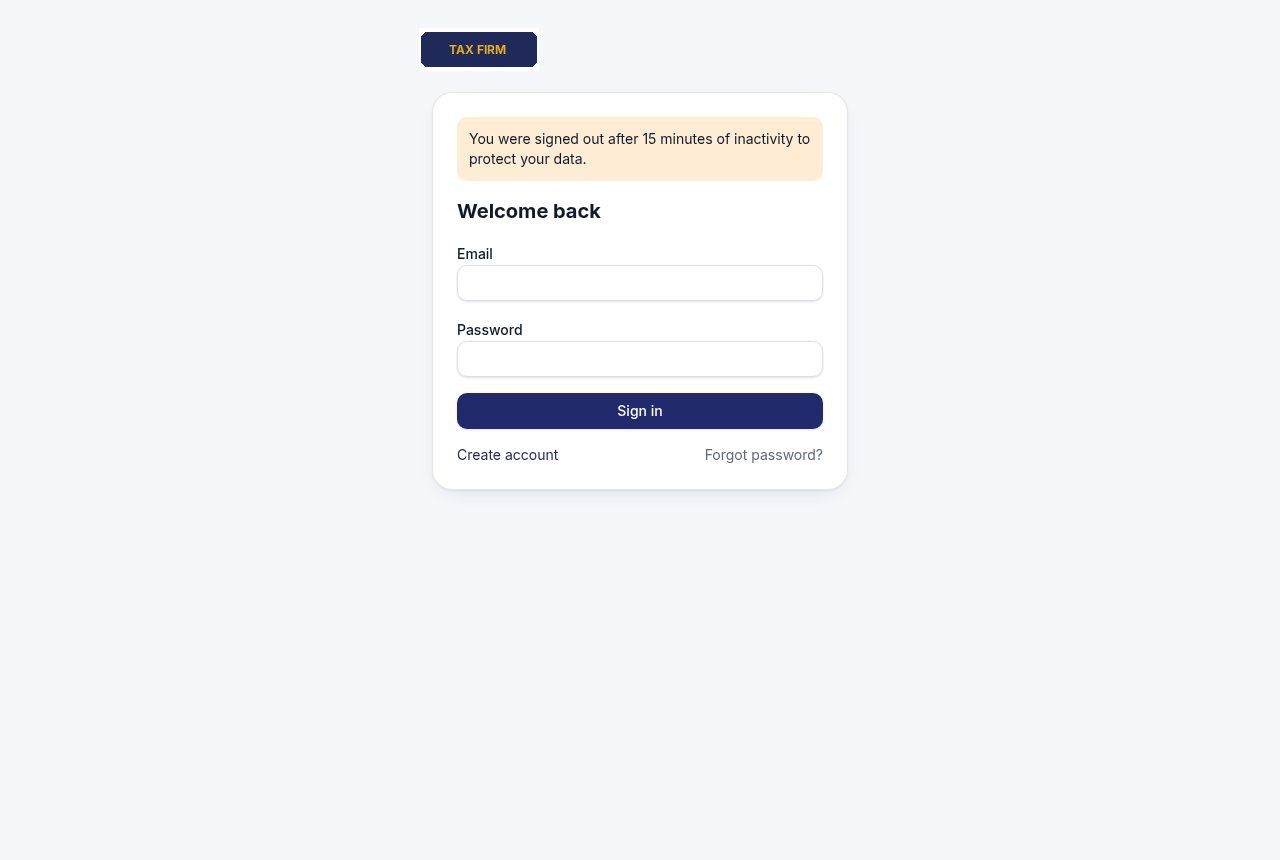 TAX FIRM
You were signed out after 15 minutes of inactivity to
protect your data.
Welcome back
Email
Password
Sign in
Create account
Forgot password?